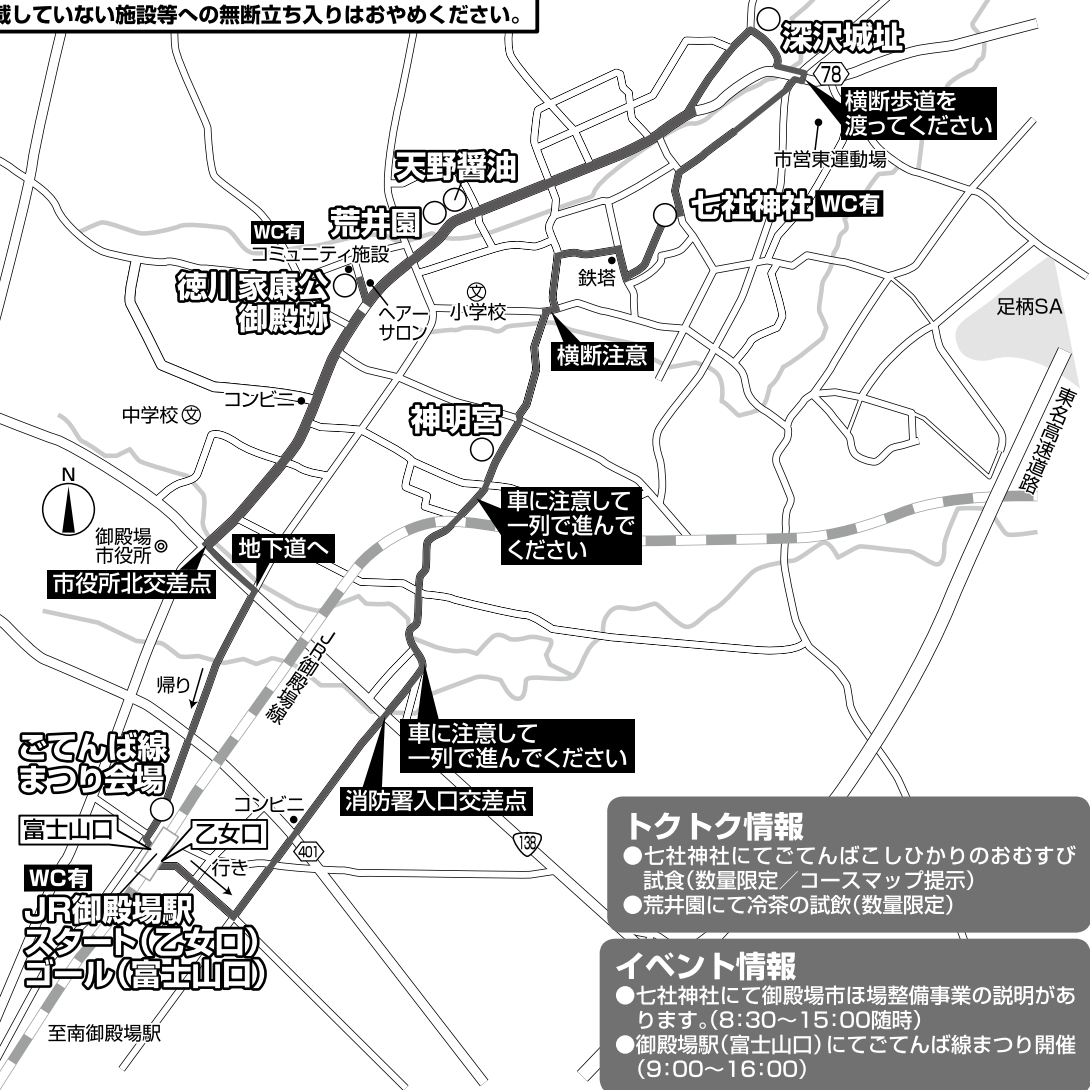 載していない施設等への無断立ち入りはおやめください。
深沢城址
78
横断歩道を
渡ってください
市営東運動場
天野醤油
荒井園
七社神社 WC有
WC有
コミュニティ施設
徳川家康公
御殿跡
ヘアー
サロン
文
小学校
鉄塔
足柄SA
横断注意
東名高速道路
コンビニ
中学校 文
神明宮
N
御殿場
市役所
車に注意して
一列で進んで
ください
地下道へ
市役所北交差点
JR御殿場線
帰り
車に注意して
一列で進んでください
ごてんば線
まつり会場
消防署入口交差点
コンビニ
富士山口
乙女口
401
138
行き
WC有
JR御殿場駅
スタート(乙女口)
ゴール(富士山口)
至南御殿場駅
トクトク情報
●七社神社にてごてんばこしひかりのおむすび
試食(数量限定/コースマップ提示)
●荒井園にて冷茶の試飲(数量限定)
イベント情報
●七社神社にて御殿場市ほ場整備事業の説明があ
ります。(8:30〜15:00随時)
●御殿場駅(富士山口)にてごてんば線まつり開催
(9:00〜16:00)